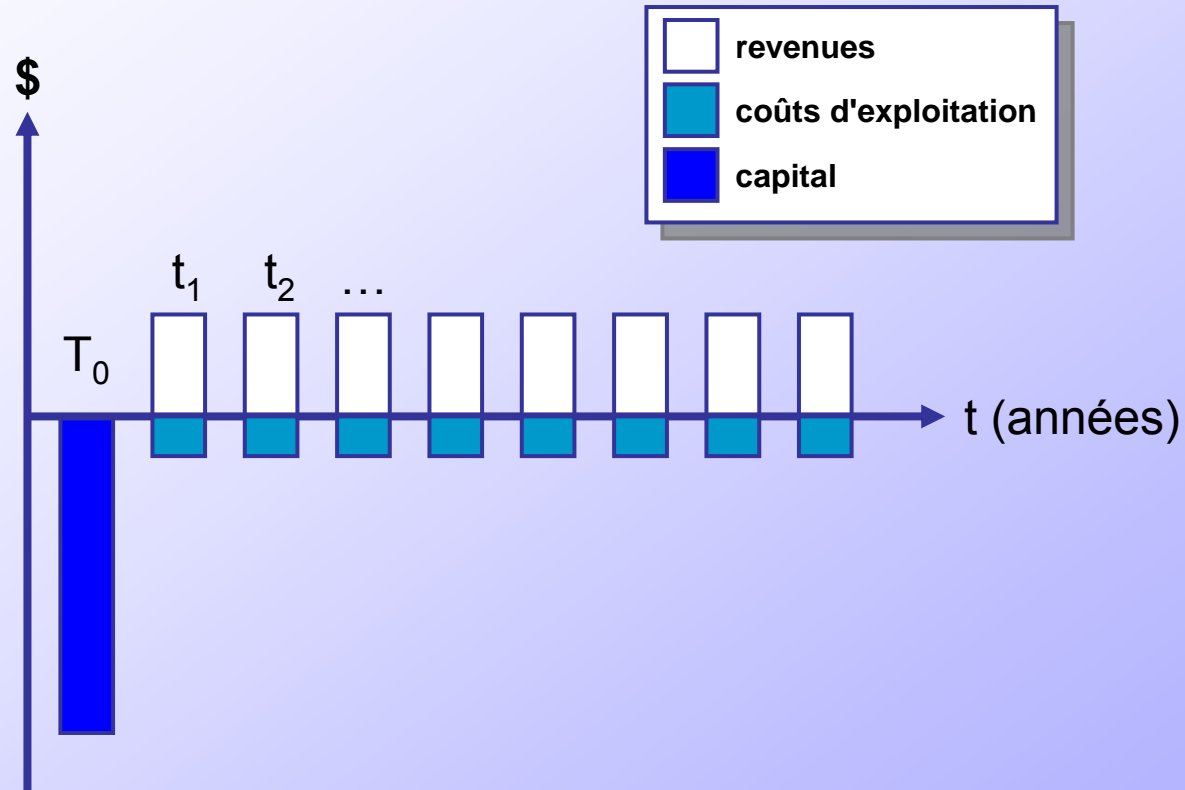 $
revenues
coûts d'exploitation
capital
t₁ t₂ …
T₀
t (années)